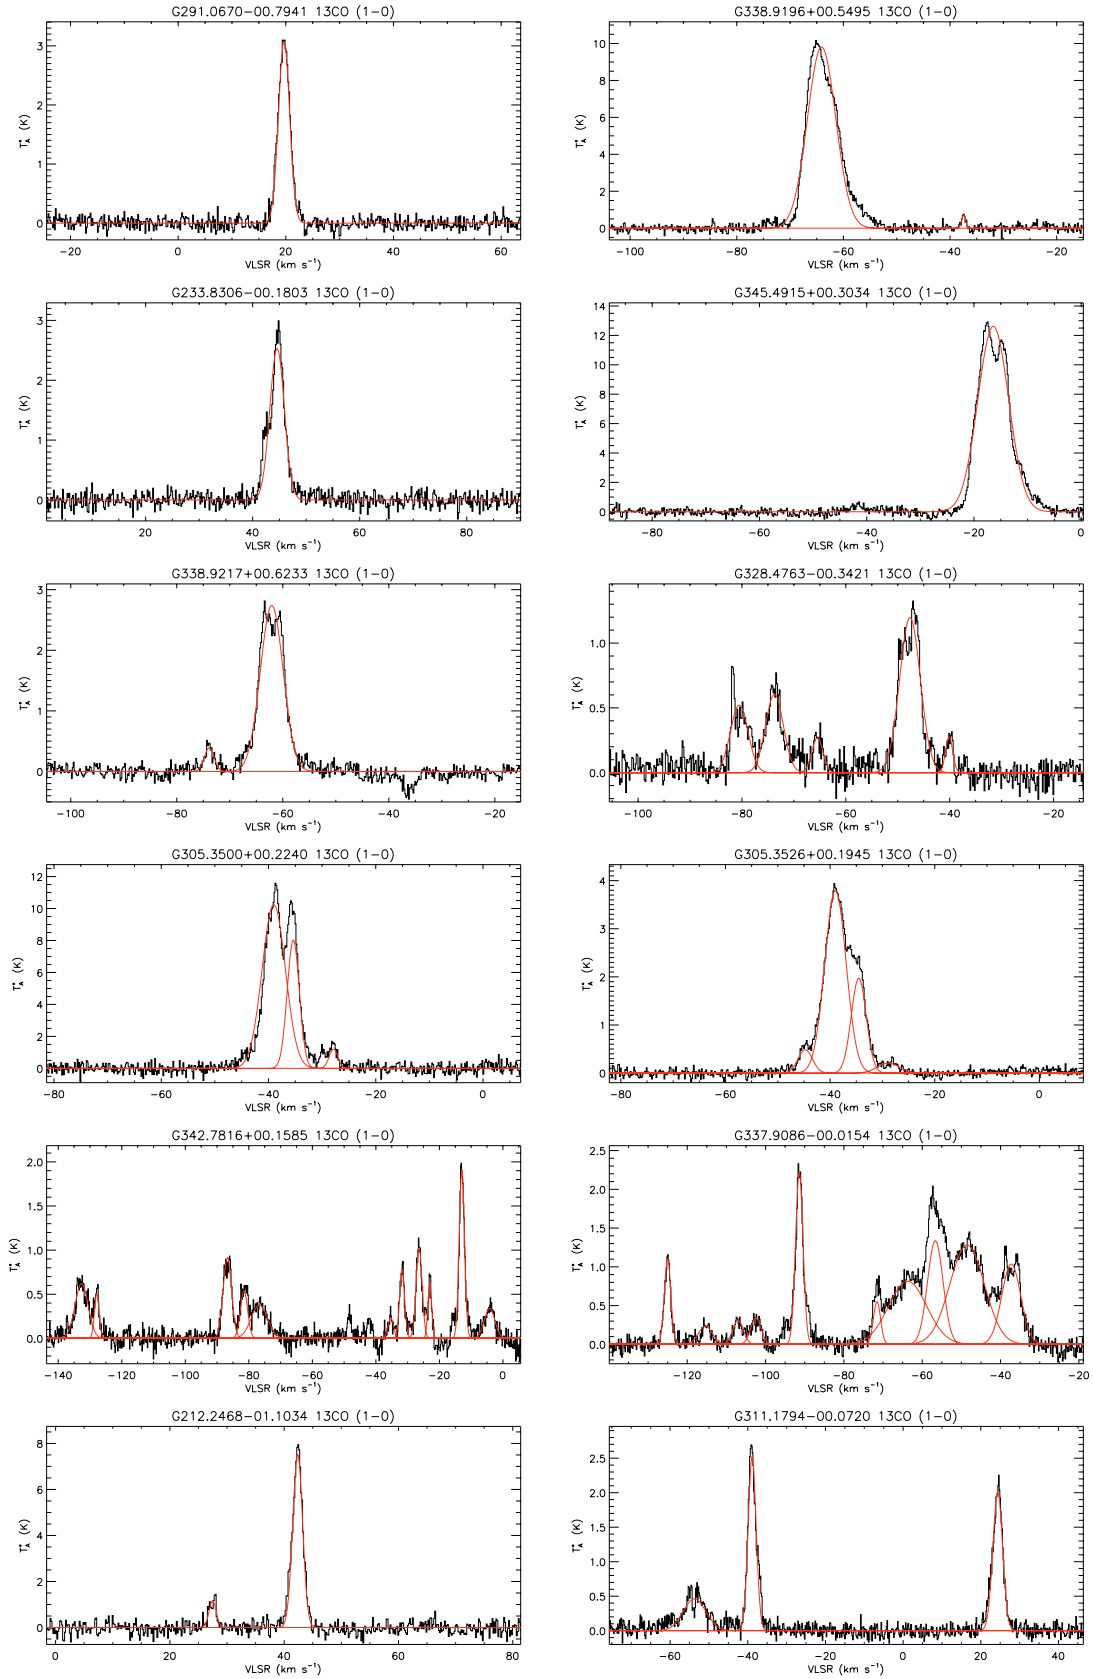 G291.0670−00.7941 13CO (1−0)
T*A (K)
3
2
1
0
−20 0 20 40 60
VLSR (km s−1)
G338.9196+00.5495 13CO (1−0)
T*A (K)
10
8
6
4
2
0
−100 −80 −60 −40 −20
VLSR (km s−1)
G233.8306−00.1803 13CO (1−0)
T*A (K)
3
2
1
0
20 40 60 80
VLSR (km s−1)
G345.4915+00.3034 13CO (1−0)
T*A (K)
14
12
10
8
6
4
2
0
−80 −60 −40 −20 0
VLSR (km s−1)
G338.9217+00.6233 13CO (1−0)
T*A (K)
3
2
1
0
−100 −80 −60 −40 −20
VLSR (km s−1)
G328.4763−00.3421 13CO (1−0)
T*A (K)
1.0
0.5
0.0
−100 −80 −60 −40 −20
VLSR (km s−1)
G305.3500+00.2240 13CO (1−0)
T*A (K)
12
10
8
6
4
2
0
−80 −60 −40 −20 0
VLSR (km s−1)
G305.3526+00.1945 13CO (1−0)
T*A (K)
4
3
2
1
0
−80 −60 −40 −20 0
VLSR (km s−1)
G342.7816+00.1585 13CO (1−0)
T*A (K)
2.0
1.5
1.0
0.5
0.0
−140 −120 −100 −80 −60 −40 −20 0
VLSR (km s−1)
G337.9086−00.0154 13CO (1−0)
T*A (K)
2.5
2.0
1.5
1.0
0.5
0.0
−120 −100 −80 −60 −40 −20
VLSR (km s−1)
G212.2468−01.1034 13CO (1−0)
T*A (K)
8
6
4
2
0
0 20 40 60 80
VLSR (km s−1)
G311.1794−00.0720 13CO (1−0)
T*A (K)
2.5
2.0
1.5
1.0
0.5
0.0
−60 −40 −20 0 20 40
VLSR (km s−1)